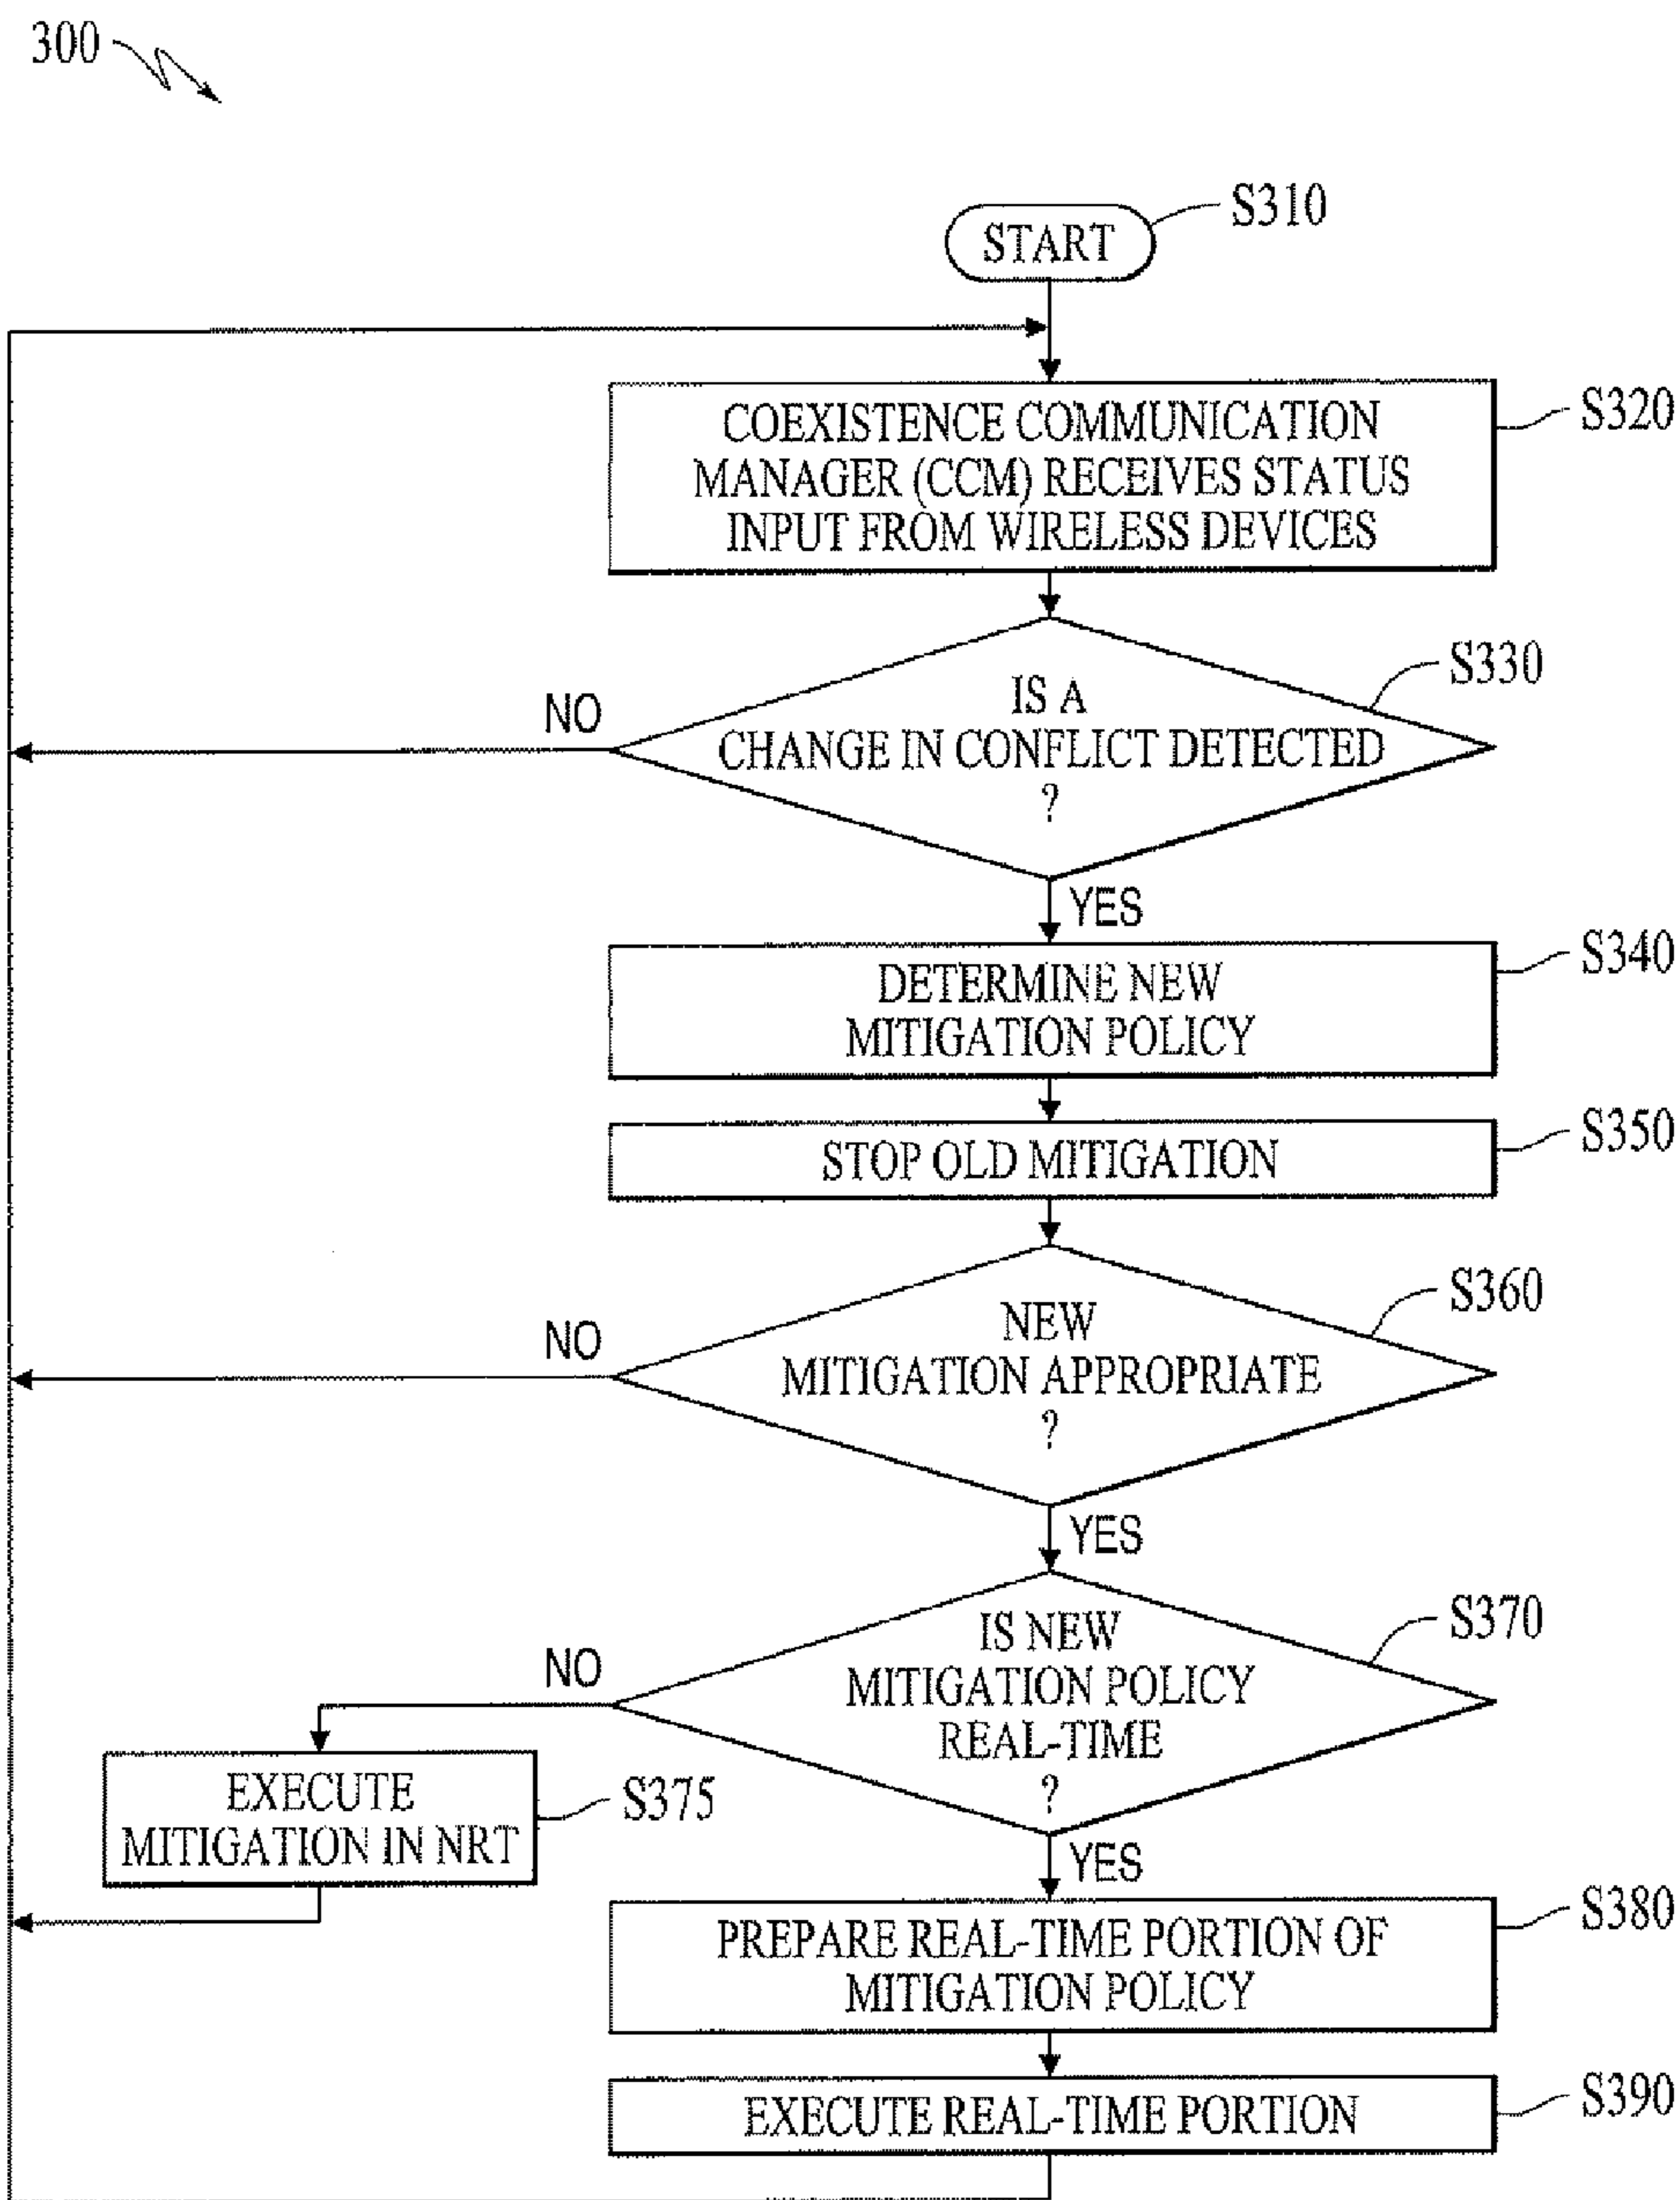 300
START
S310
COEXISTENCE COMMUNICATION
MANAGER (CCM) RECEIVES STATUS
INPUT FROM WIRELESS DEVICES
S320
IS A
CHANGE IN CONFLICT DETECTED
?
S330
NO
YES
DETERMINE NEW
MITIGATION POLICY
S340
STOP OLD MITIGATION
S350
NEW
MITIGATION APPROPRIATE
?
S360
NO
YES
IS NEW
MITIGATION POLICY
REAL-TIME
?
S370
NO
YES
EXECUTE
MITIGATION IN NRT
S375
PREPARE REAL-TIME PORTION OF
MITIGATION POLICY
S380
EXECUTE REAL-TIME PORTION
S390